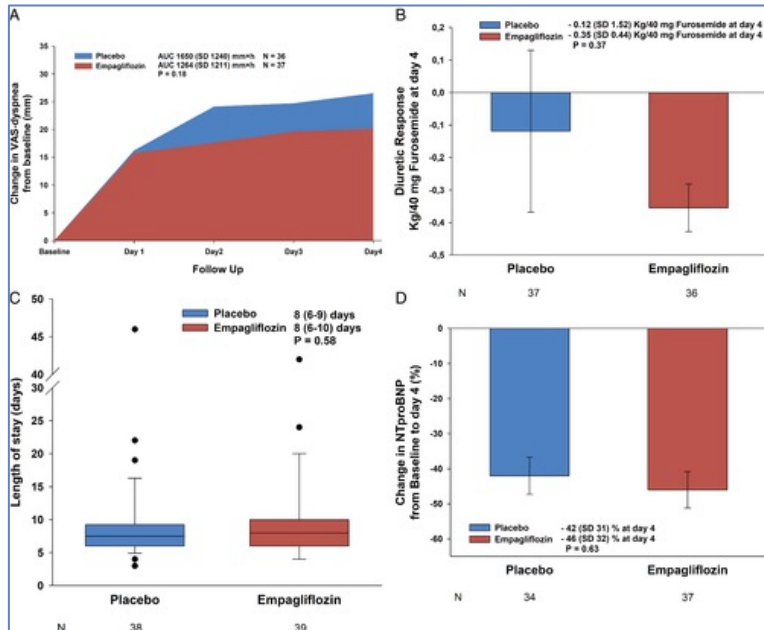 A
Change in VAS-dyspnea
from baseline (mm)
35
30
25
20
15
10
5
0
Placebo AUC 1650 (SD 1240) mm×h N = 36
Empagliflozin AUC 1264 (SD 1211) mm×h N = 37
P = 0.18
Baseline Day 1 Day2 Day3 Day4
Follow Up
B
Diuretic Response
Kg/40 mg Furosemide at day 4
0,2
0,1
0,0
-0,1
-0,2
-0,3
-0,4
-0,5
Placebo - 0.12 (SD 1.52) Kg/40 mg Furosemide at day 4
Empagliflozin - 0.35 (SD 0.44) Kg/40 mg Furosemide at day 4
P = 0.37
Placebo Empagliflozin
N 37 36
C
Length of stay (days)
50
45
40
30
25
20
15
10
5
0
Placebo 8 (6-9) days
Empagliflozin 8 (6-10) days
P = 0.58
Placebo Empagliflozin
N 38 39
D
Change in NTproBNP
from Baseline to day 4 (%)
0
-10
-20
-30
-40
-50
-60
Placebo - 42 (SD 31) % at day 4
Empagliflozin - 46 (SD 32) % at day 4
P = 0.63
Placebo Empagliflozin
N 34 37